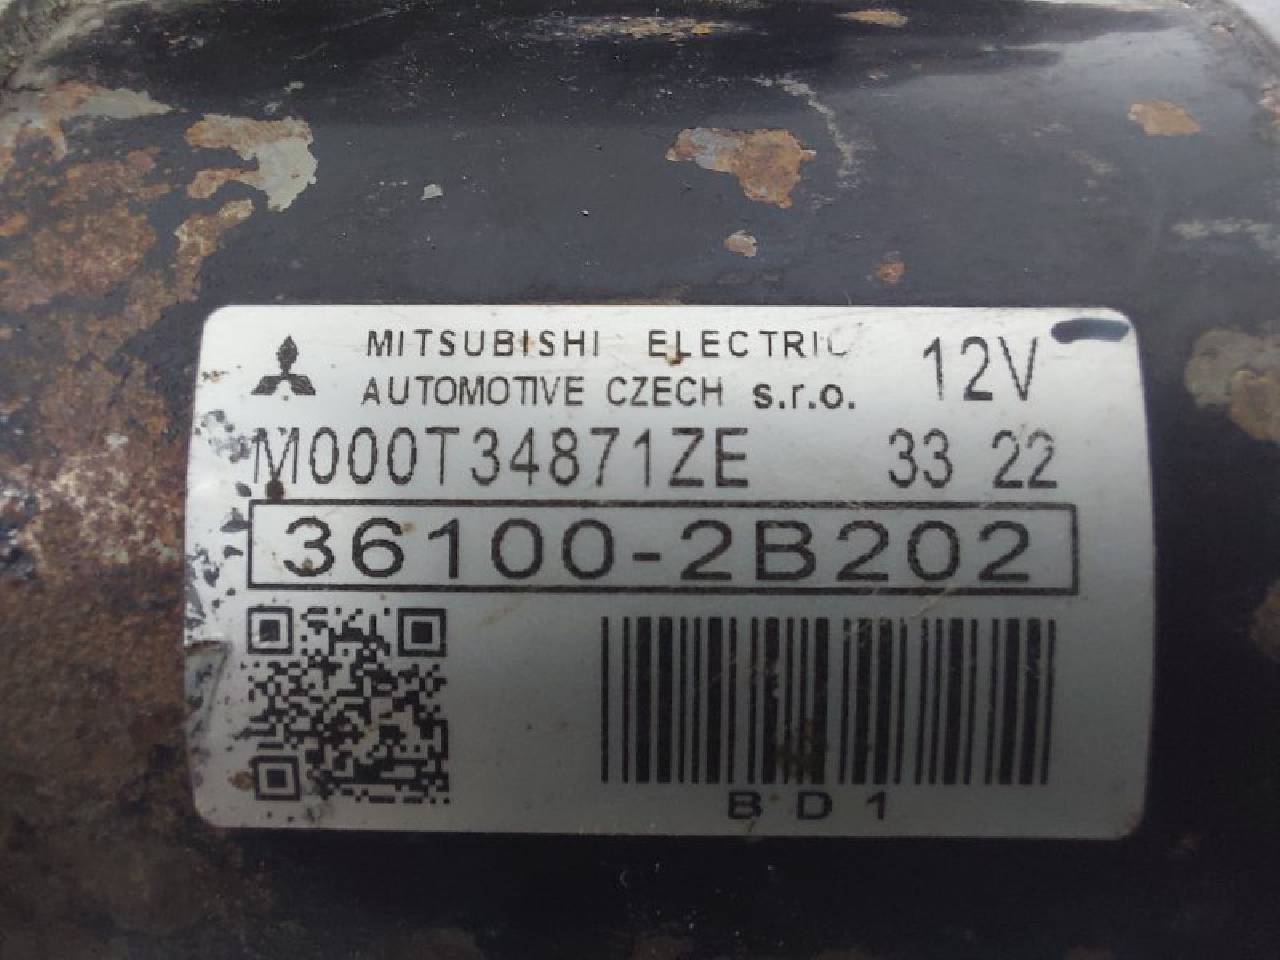 MITSUBISHI ELECTRIC 12V
AUTOMOTIVE CZECH s.r.o.
M000T34871ZE 33 22
36100-2B202
BD1